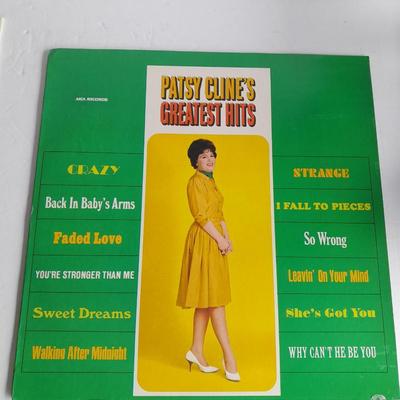 MCA RECORDS
PATSY CLINE'S
GREATEST HITS
CRAZY
Back In Baby's Arms
Faded Love
YOU'RE STRONGER THAN ME
Sweet Dreams
Walking After Midnight
STRANGE
I FALL TO PIECES
So Wrong
Leavin' On Your Mind
She's Got You
WHY CAN'T HE BE YOU